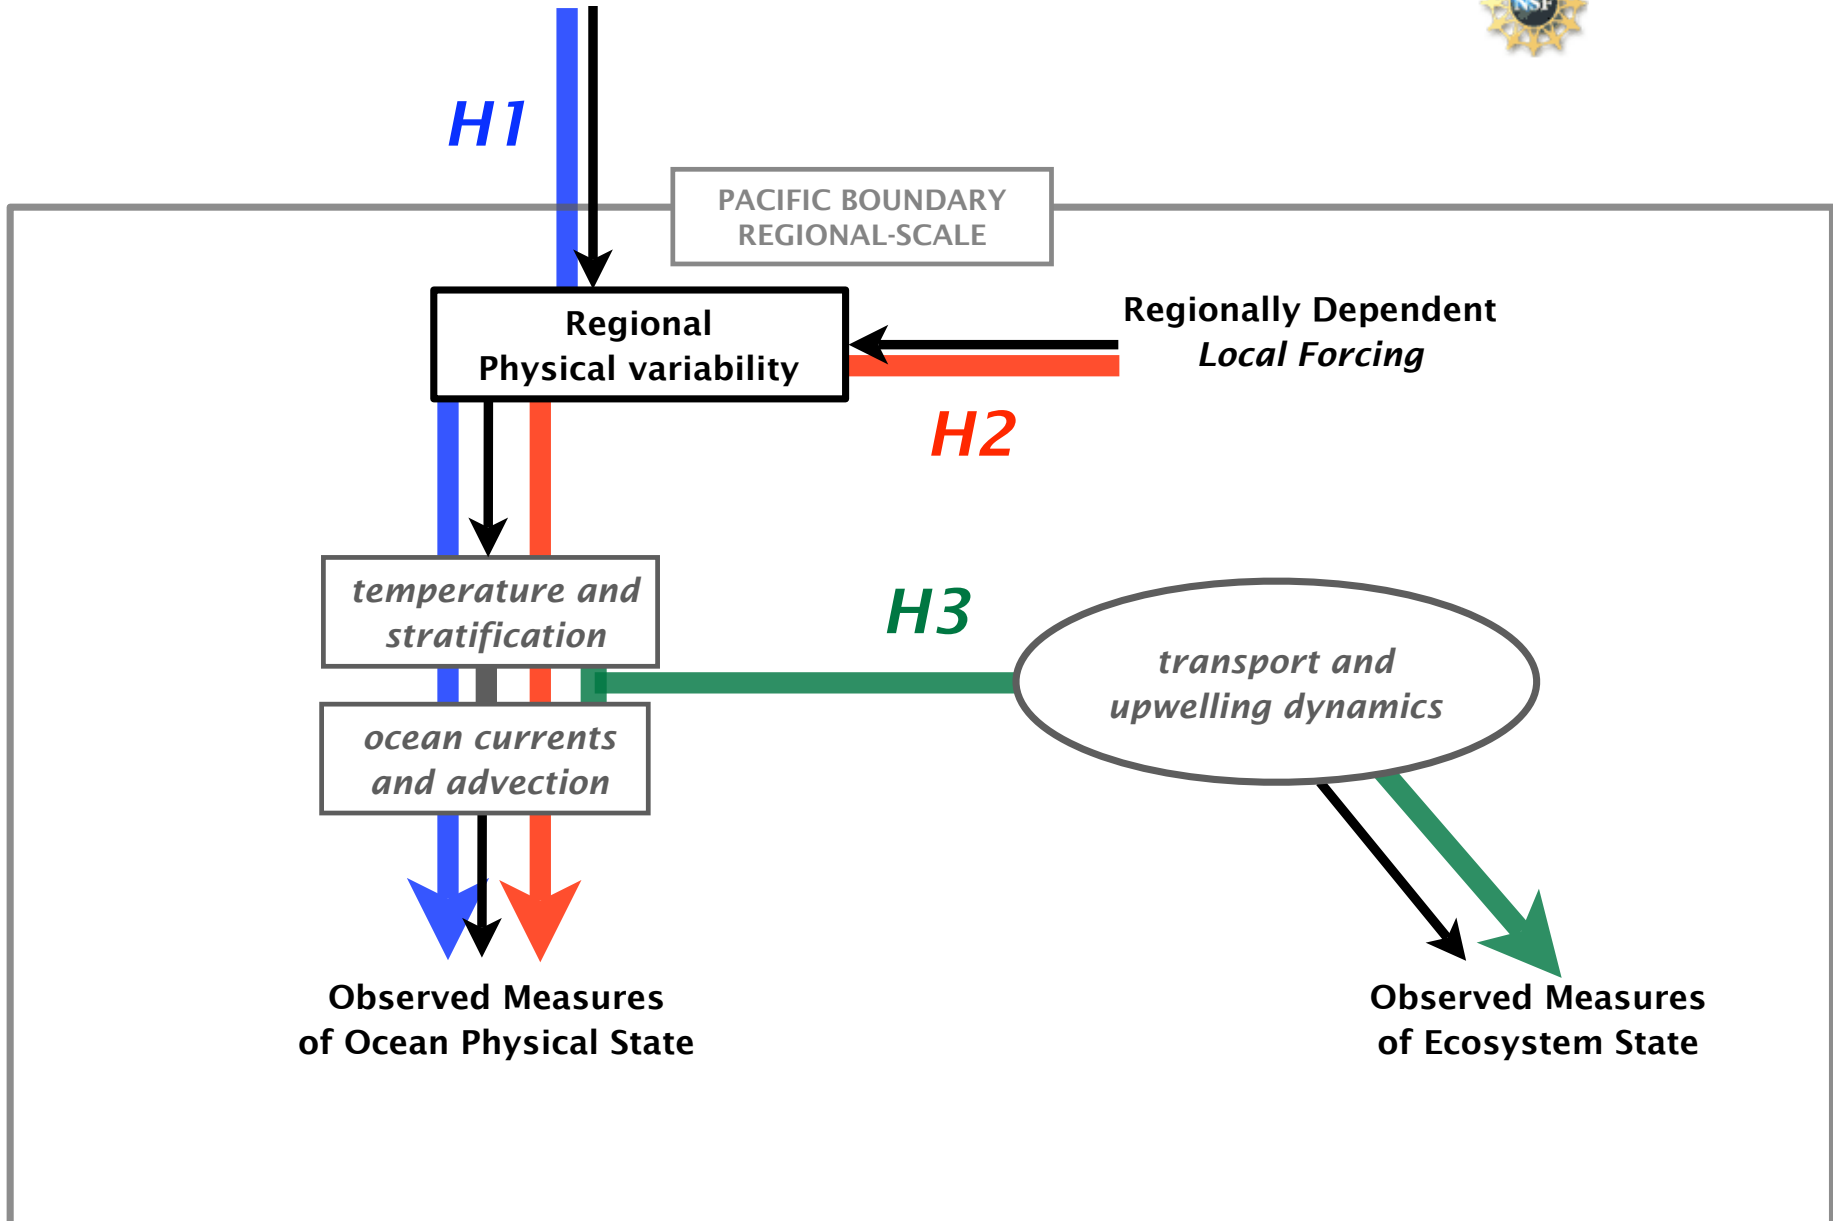 NSF
H1
PACIFIC BOUNDARY
REGIONAL-SCALE
Regional
Physical variability
Regionally Dependent
Local Forcing
H2
temperature and
stratification
H3
transport and
upwelling dynamics
ocean currents
and advection
Observed Measures
of Ocean Physical State
Observed Measures
of Ecosystem State